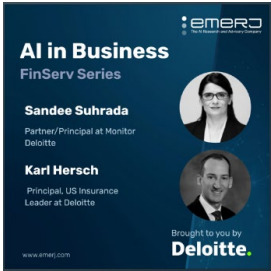 emerj
The AI Research and Advisory Company
AI in Business
FinServ Series
Sandee Suhrada
Partner/Principal at Monitor
Deloitte
Karl Hersch
Principal, US Insurance
Leader at Deloitte
Brought to you by
Deloitte.
www.emerj.com